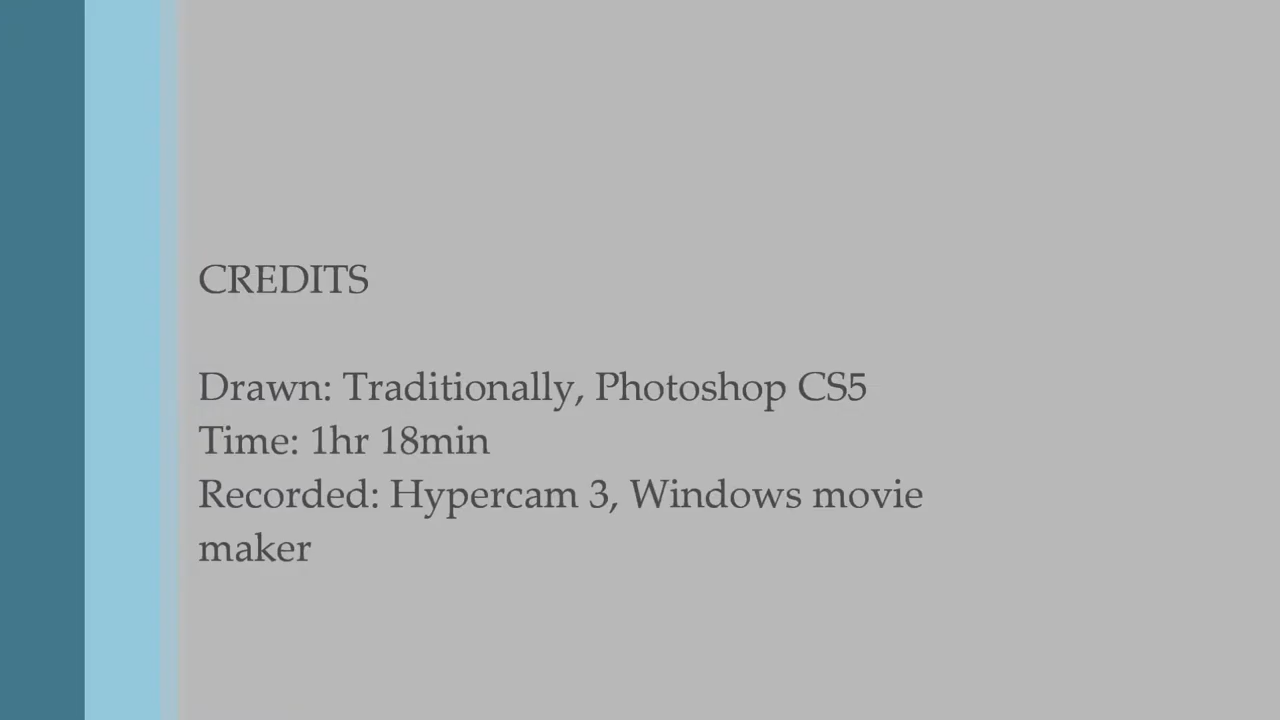 CREDITS
Drawn: Traditionally, Photoshop CS5
Time: 1hr 18min
Recorded: Hypercam 3, Windows movie
maker